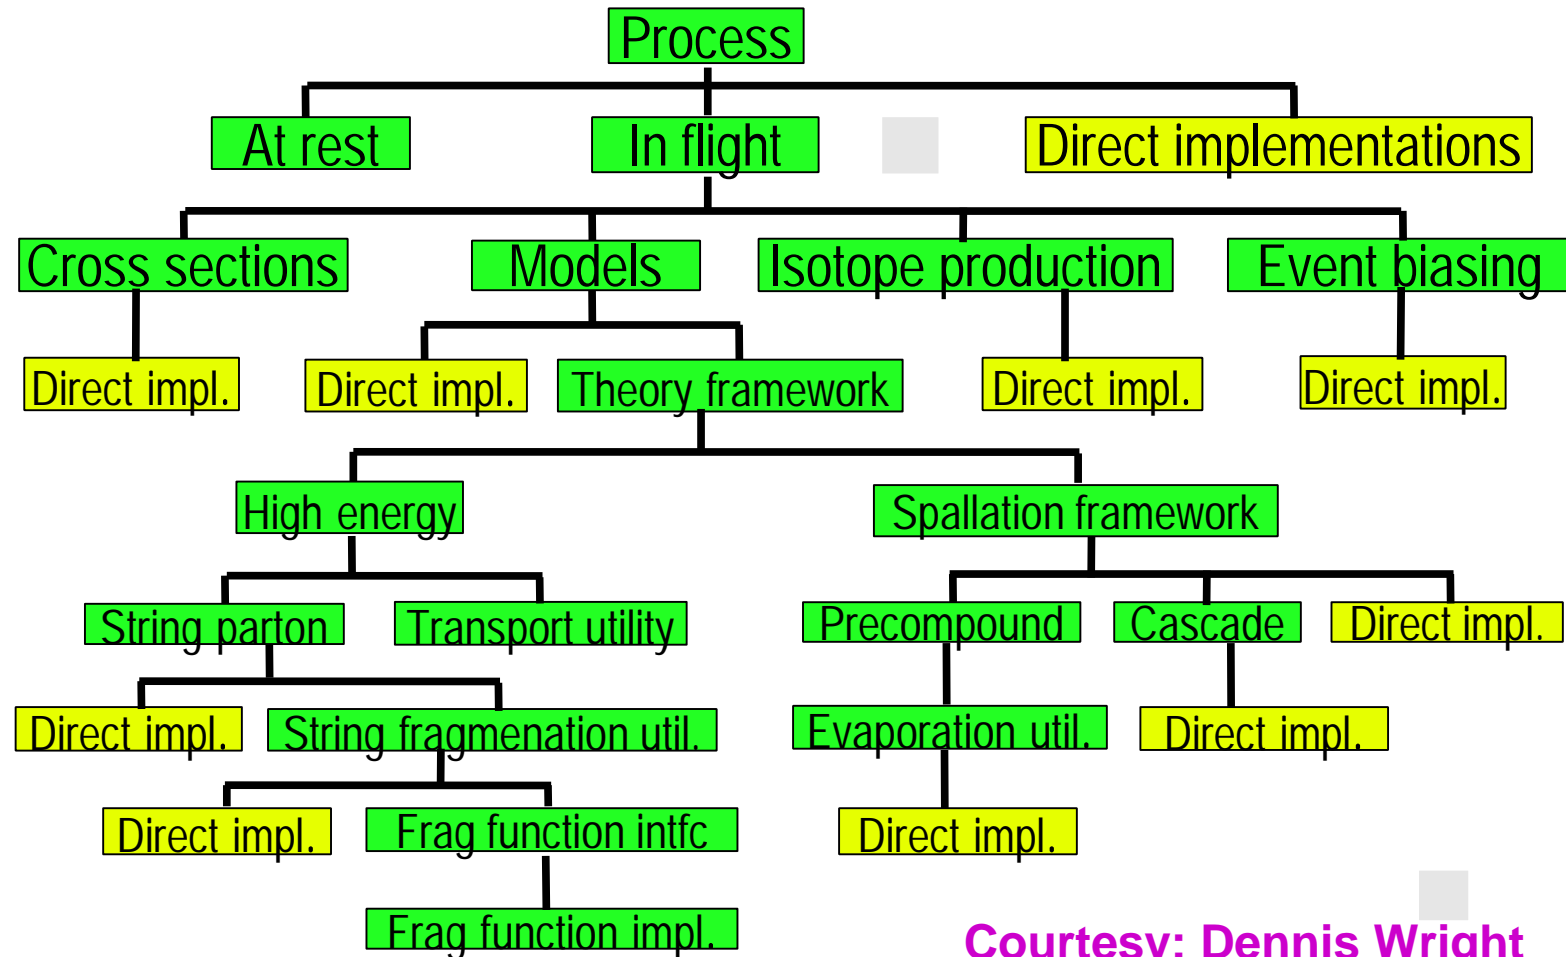 Process
At rest
In flight
Direct implementations
Cross sections
Models
Isotope production
Event biasing
Direct impl.
Direct impl.
Theory framework
Direct impl.
Direct impl.
High energy
Spallation framework
String parton
Transport utility
Precompound
Cascade
Direct impl.
Direct impl.
String fragmenation util.
Evaporation util.
Direct impl.
Direct impl.
Frag function intfc
Direct impl.
Frag function impl.
Courtesy: Dennis Wright